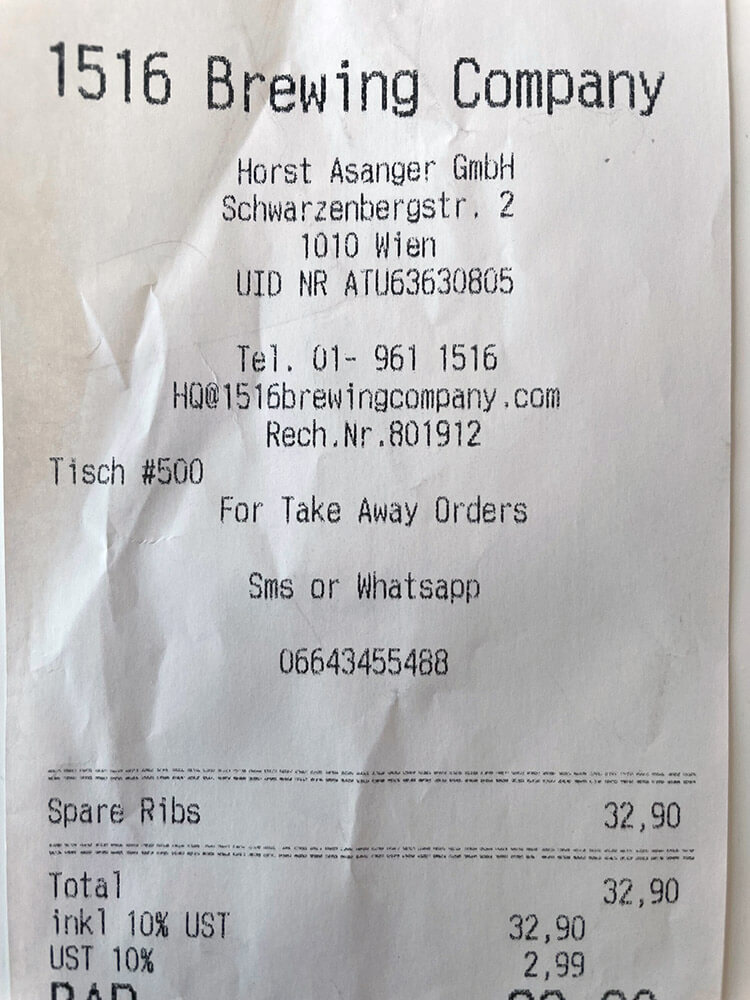 1516 Brewing Company
Horst Asanger GmbH
Schwarzenbergstr. 2
1010 Wien
UID NR ATU63630805
Tel. 01- 961 1516
HQ@1516brewingcompany.com
Rech.Nr.801912
Tisch #500
For Take Away Orders
Sms or Whatsapp
06643455488
Spare Ribs 32,90
Total 32,90
inkl 10% UST 32,90
UST 10% 2,99